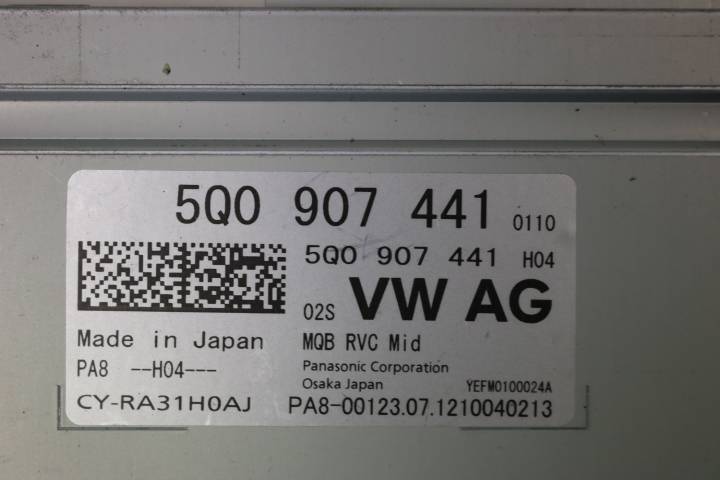 5Q0 907 441 0110
5Q0 907 441 H04
02S VW AG
Made in Japan MQB RVC Mid
PA8 --H04--- Panasonic Corporation
Osaka Japan YEFM0100024A
CY-RA31H0AJ PA8-00123.07.1210040213